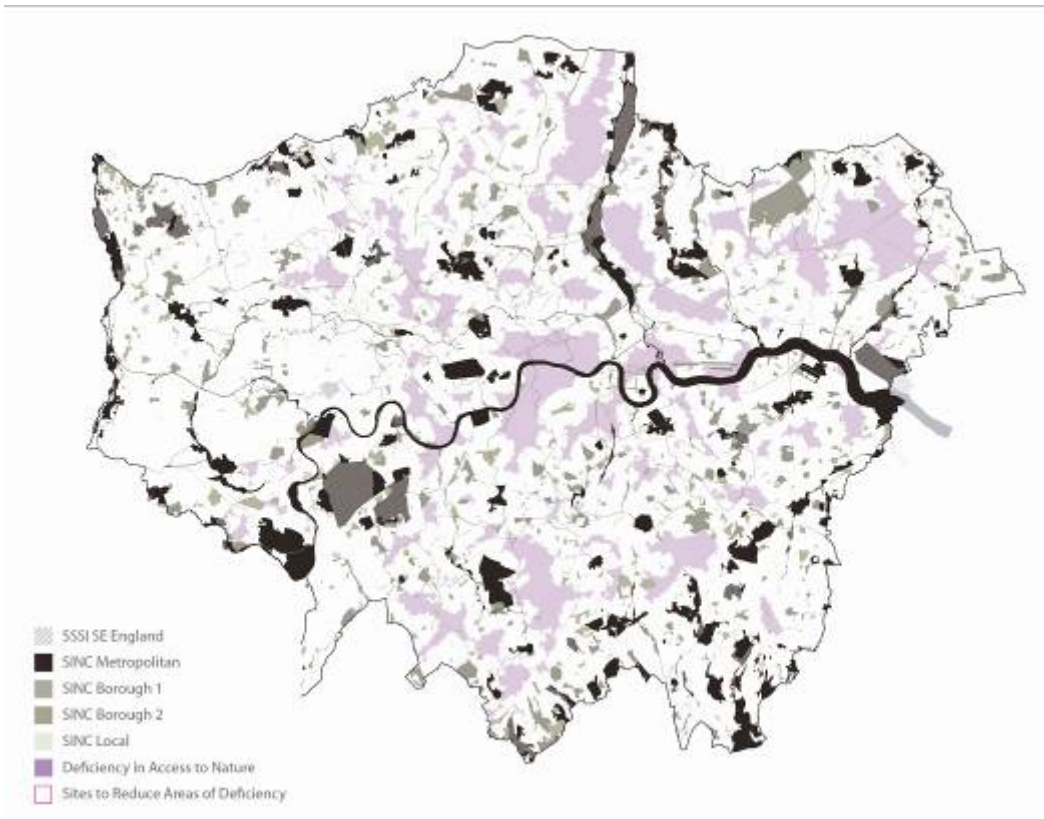 SSSI SE England
SINC Metropolitan
SINC Borough 1
SINC Borough 2
SINC Local
Deficiency in Access to Nature
Sites to Reduce Areas of Deficiency